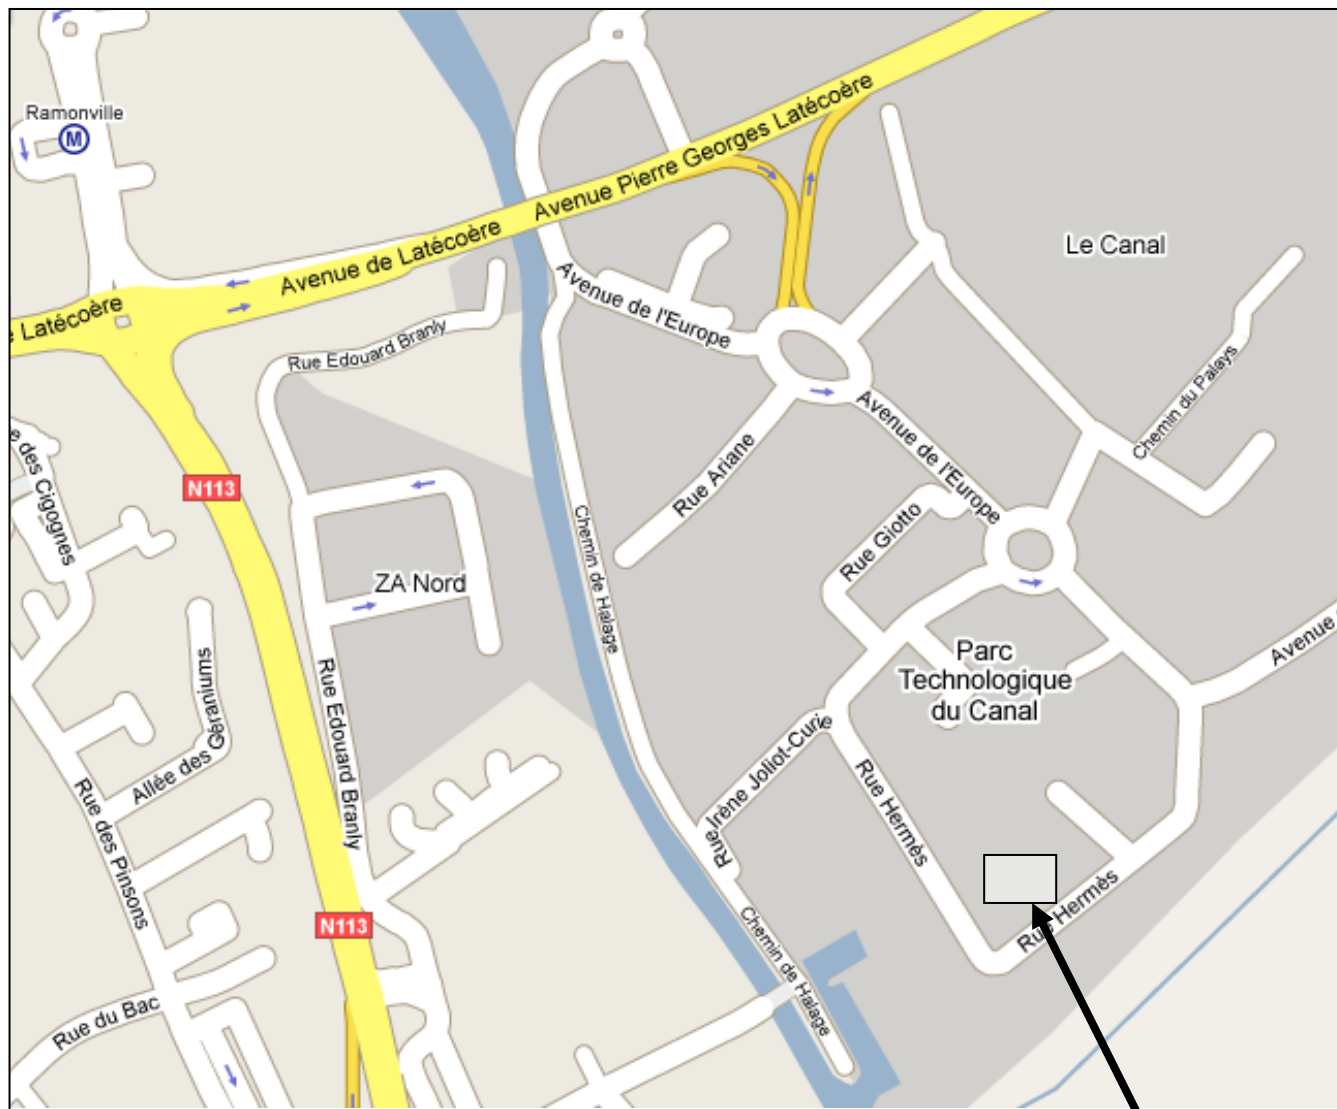 Ramonville
M
Avenue Pierre Georges Latécoère
Avenue de Latécoère
e Latécoère
Le Canal
Avenue de l'Europe
Rue Edouard Branly
Chemin du Palays
Avenue de l'Europe
Rue Ariane
e des Cigognes
N113
Rue Giotto
Chemin de Halage
ZA Nord
Parc
Technologique
du Canal
Avenue
Allée des Géraniums
Rue Edouard Branly
Rue Irène Joliot-Curie
Rue Hermès
Rue des Pinsons
Rue Hermès
N113
Chemin de Halage
Rue du Bac